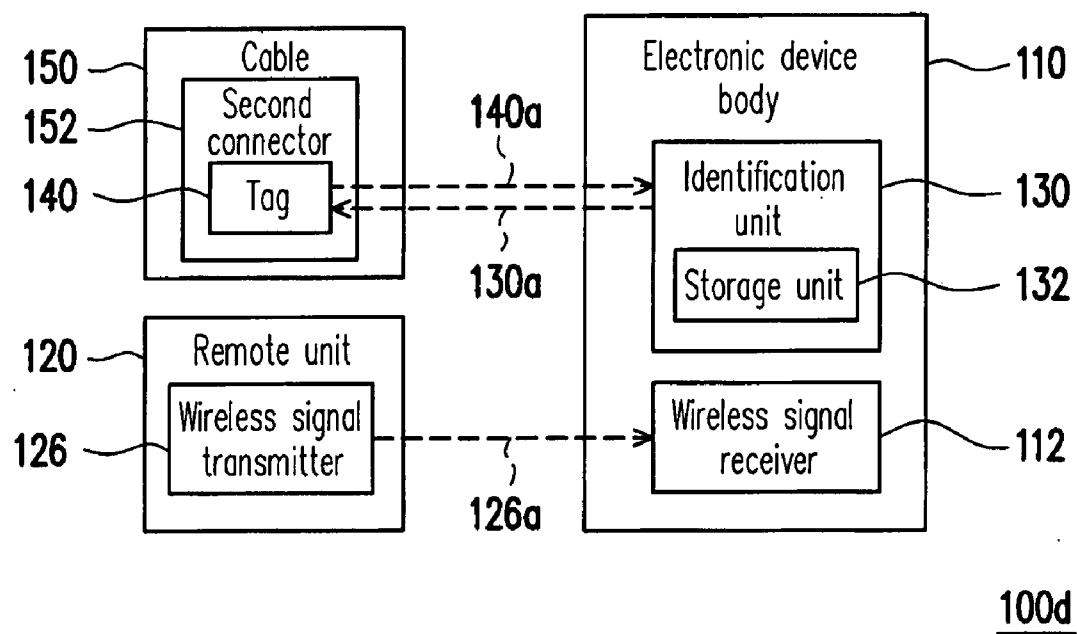 150
Cable
152
Second
connector
140
Tag
140a
130a
Electronic device
body
110
Identification
unit
130
Storage unit
132
120
Remote unit
126
Wireless signal
transmitter
126a
Wireless signal
receiver
112
100d